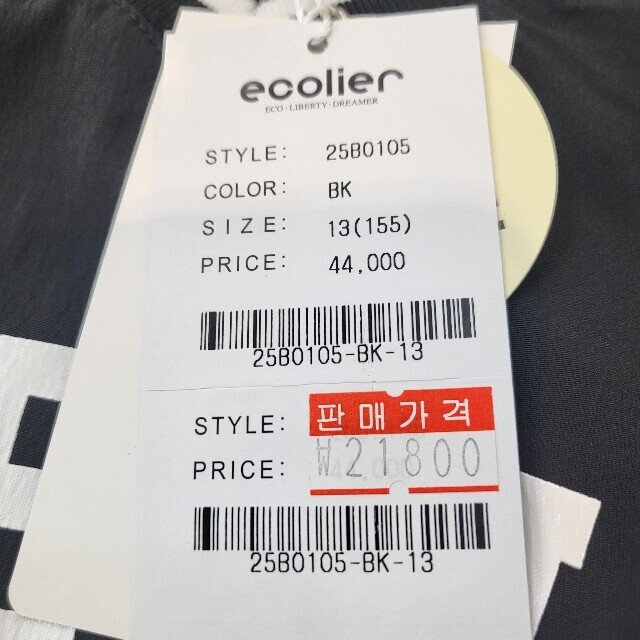 ecolier
ECO · LIBERTY · DREAMER
STYLE: 25B0105
COLOR: BK
SIZE: 13(155)
PRICE: 44,000
25B0105-BK-13
STYLE: 판매가격
PRICE: ₩21800
25B0105-BK-13